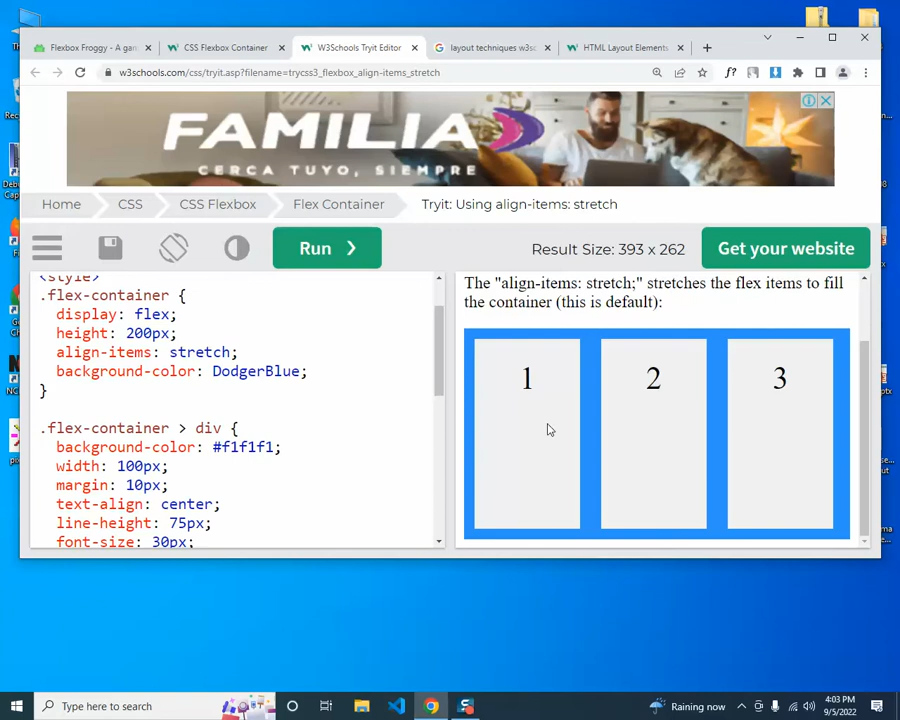 Flexbox Froggy - A gam
CSS Flexbox Container
W3Schools Tryit Editor
layout techniques w3sc
HTML Layout Elements
w3schools.com/css/tryit.asp?filename=trycss3_flexbox_align-items_stretch
f?
FAMILIA
CERCA TUYO, SIEMPRE
Home
CSS
CSS Flexbox
Flex Container
Tryit: Using align-items: stretch
Run ❯
Result Size: 393 x 262
Get your website
<style>
.flex-container {
display: flex;
height: 200px;
align-items: stretch;
background-color: DodgerBlue;
}
.flex-container > div {
background-color: #f1f1f1;
width: 100px;
margin: 10px;
text-align: center;
line-height: 75px;
font-size: 30px;
The "align-items: stretch;" stretches the flex items to fill
the container (this is default):
1
2
3
Type here to search
Raining now
4:03 PM
9/5/2022